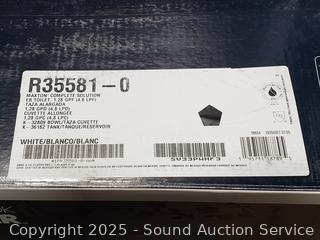 R35581-0
MAXTON™ COMPLETE SOLUTION
EB TOILET, 1.28 GPF (4.8 LPF)
TAZA ALARGADA
1.28 GPD (4.8 LPD)
CUVETTE ALLONGÉE
1.28 GPC (4.8 LPC)
K - 32809 BOWL/TAZA CUVETTE
K - 36162 TANK/TANQUE/RESERVOIR
WHITE/BLANCO/BLANC
SV33PWHF3
Copyright 2025 - Sound Auction Service